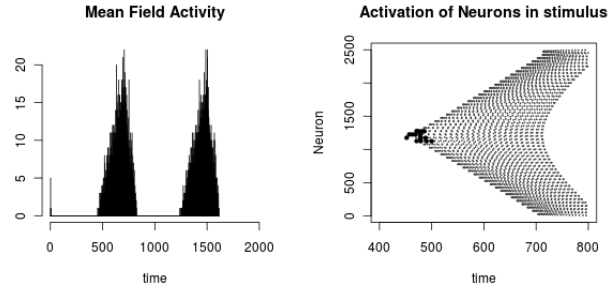 Mean Field Activity
20
15
10
5
0
0 500 1000 1500 2000
time
Activation of Neurons in stimulus
Neuron
2500
1500
500
0
400 500 600 700 800
time